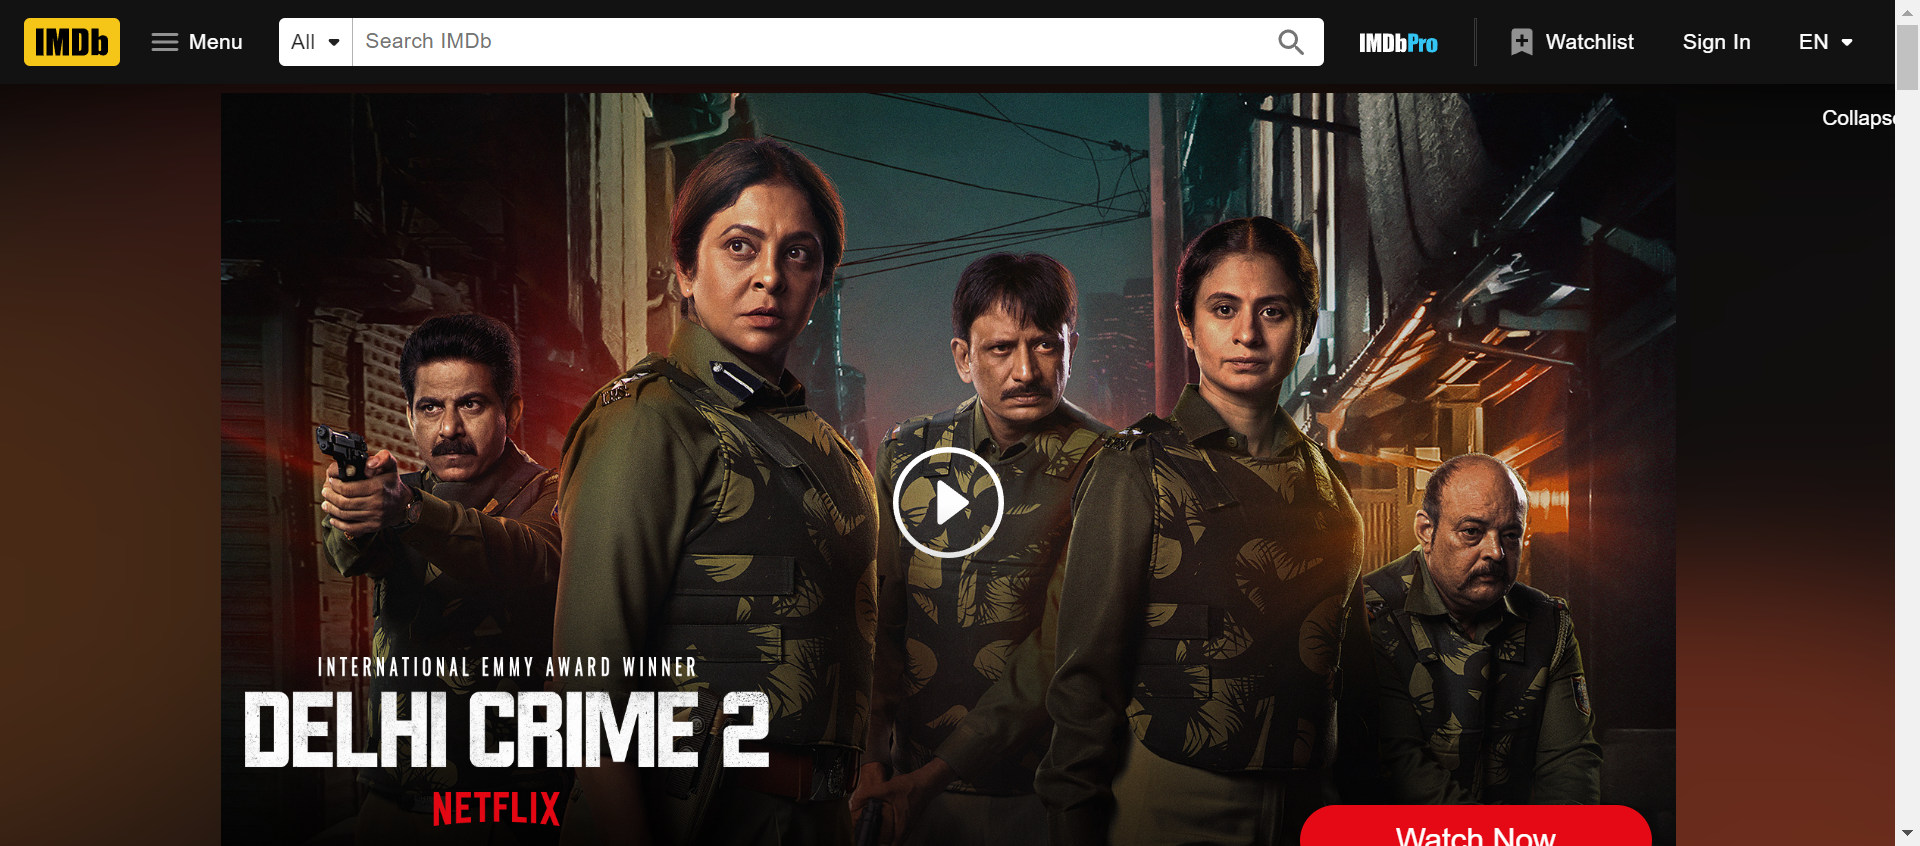 IMDb Menu All Search IMDb IMDbPro Watchlist Sign In EN
Collapse
INTERNATIONAL EMMY AWARD WINNER
DELHI CRIME 2
NETFLIX
Watch Now